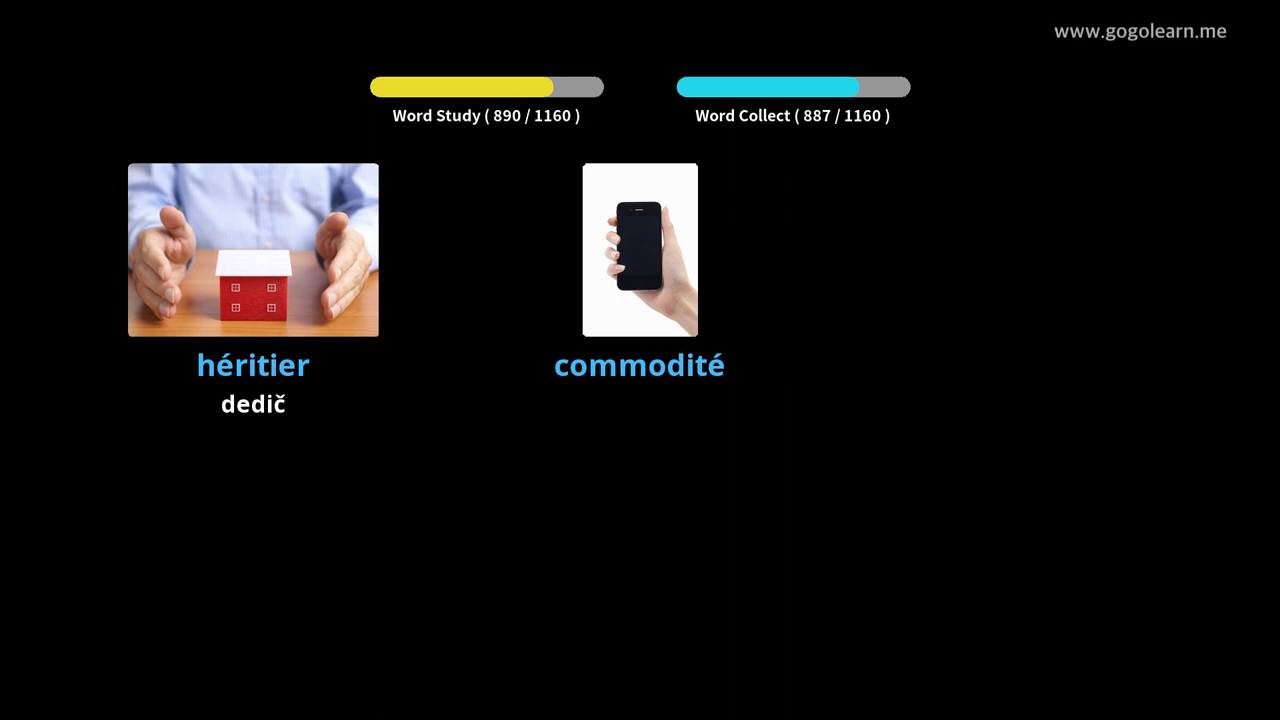 www.gogolearn.me
Word Study ( 890 / 1160 )
Word Collect ( 887 / 1160 )
héritier
commodité
dedič